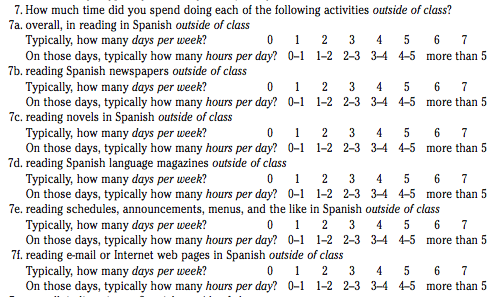 7. How much time did you spend doing each of the following activities outside of class?
7a. overall, in reading in Spanish outside of class
Typically, how many days per week? 0 1 2 3 4 5 6 7
On those days, typically how many hours per day? 0–1 1–2 2–3 3–4 4–5 more than 5
7b. reading Spanish newspapers outside of class
Typically, how many days per week? 0 1 2 3 4 5 6 7
On those days, typically how many hours per day? 0–1 1–2 2–3 3–4 4–5 more than 5
7c. reading novels in Spanish outside of class
Typically, how many days per week? 0 1 2 3 4 5 6 7
On those days, typically how many hours per day? 0–1 1–2 2–3 3–4 4–5 more than 5
7d. reading Spanish language magazines outside of class
Typically, how many days per week? 0 1 2 3 4 5 6 7
On those days, typically how many hours per day? 0–1 1–2 2–3 3–4 4–5 more than 5
7e. reading schedules, announcements, menus, and the like in Spanish outside of class
Typically, how many days per week? 0 1 2 3 4 5 6 7
On those days, typically how many hours per day? 0–1 1–2 2–3 3–4 4–5 more than 5
7f. reading e-mail or Internet web pages in Spanish outside of class
Typically, how many days per week? 0 1 2 3 4 5 6 7
On those days, typically how many hours per day? 0–1 1–2 2–3 3–4 4–5 more than 5